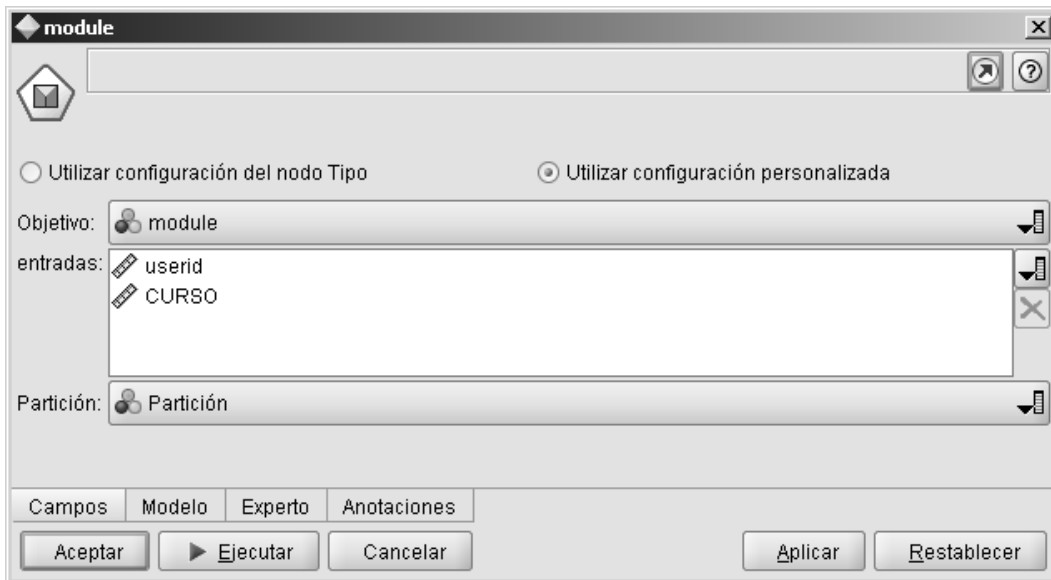 module
Utilizar configuración del nodo Tipo
Utilizar configuración personalizada
Objetivo: module
entradas: userid
CURSO
Partición: Partición
Campos Modelo Experto Anotaciones
Aceptar Ejecutar Cancelar Aplicar Restablecer